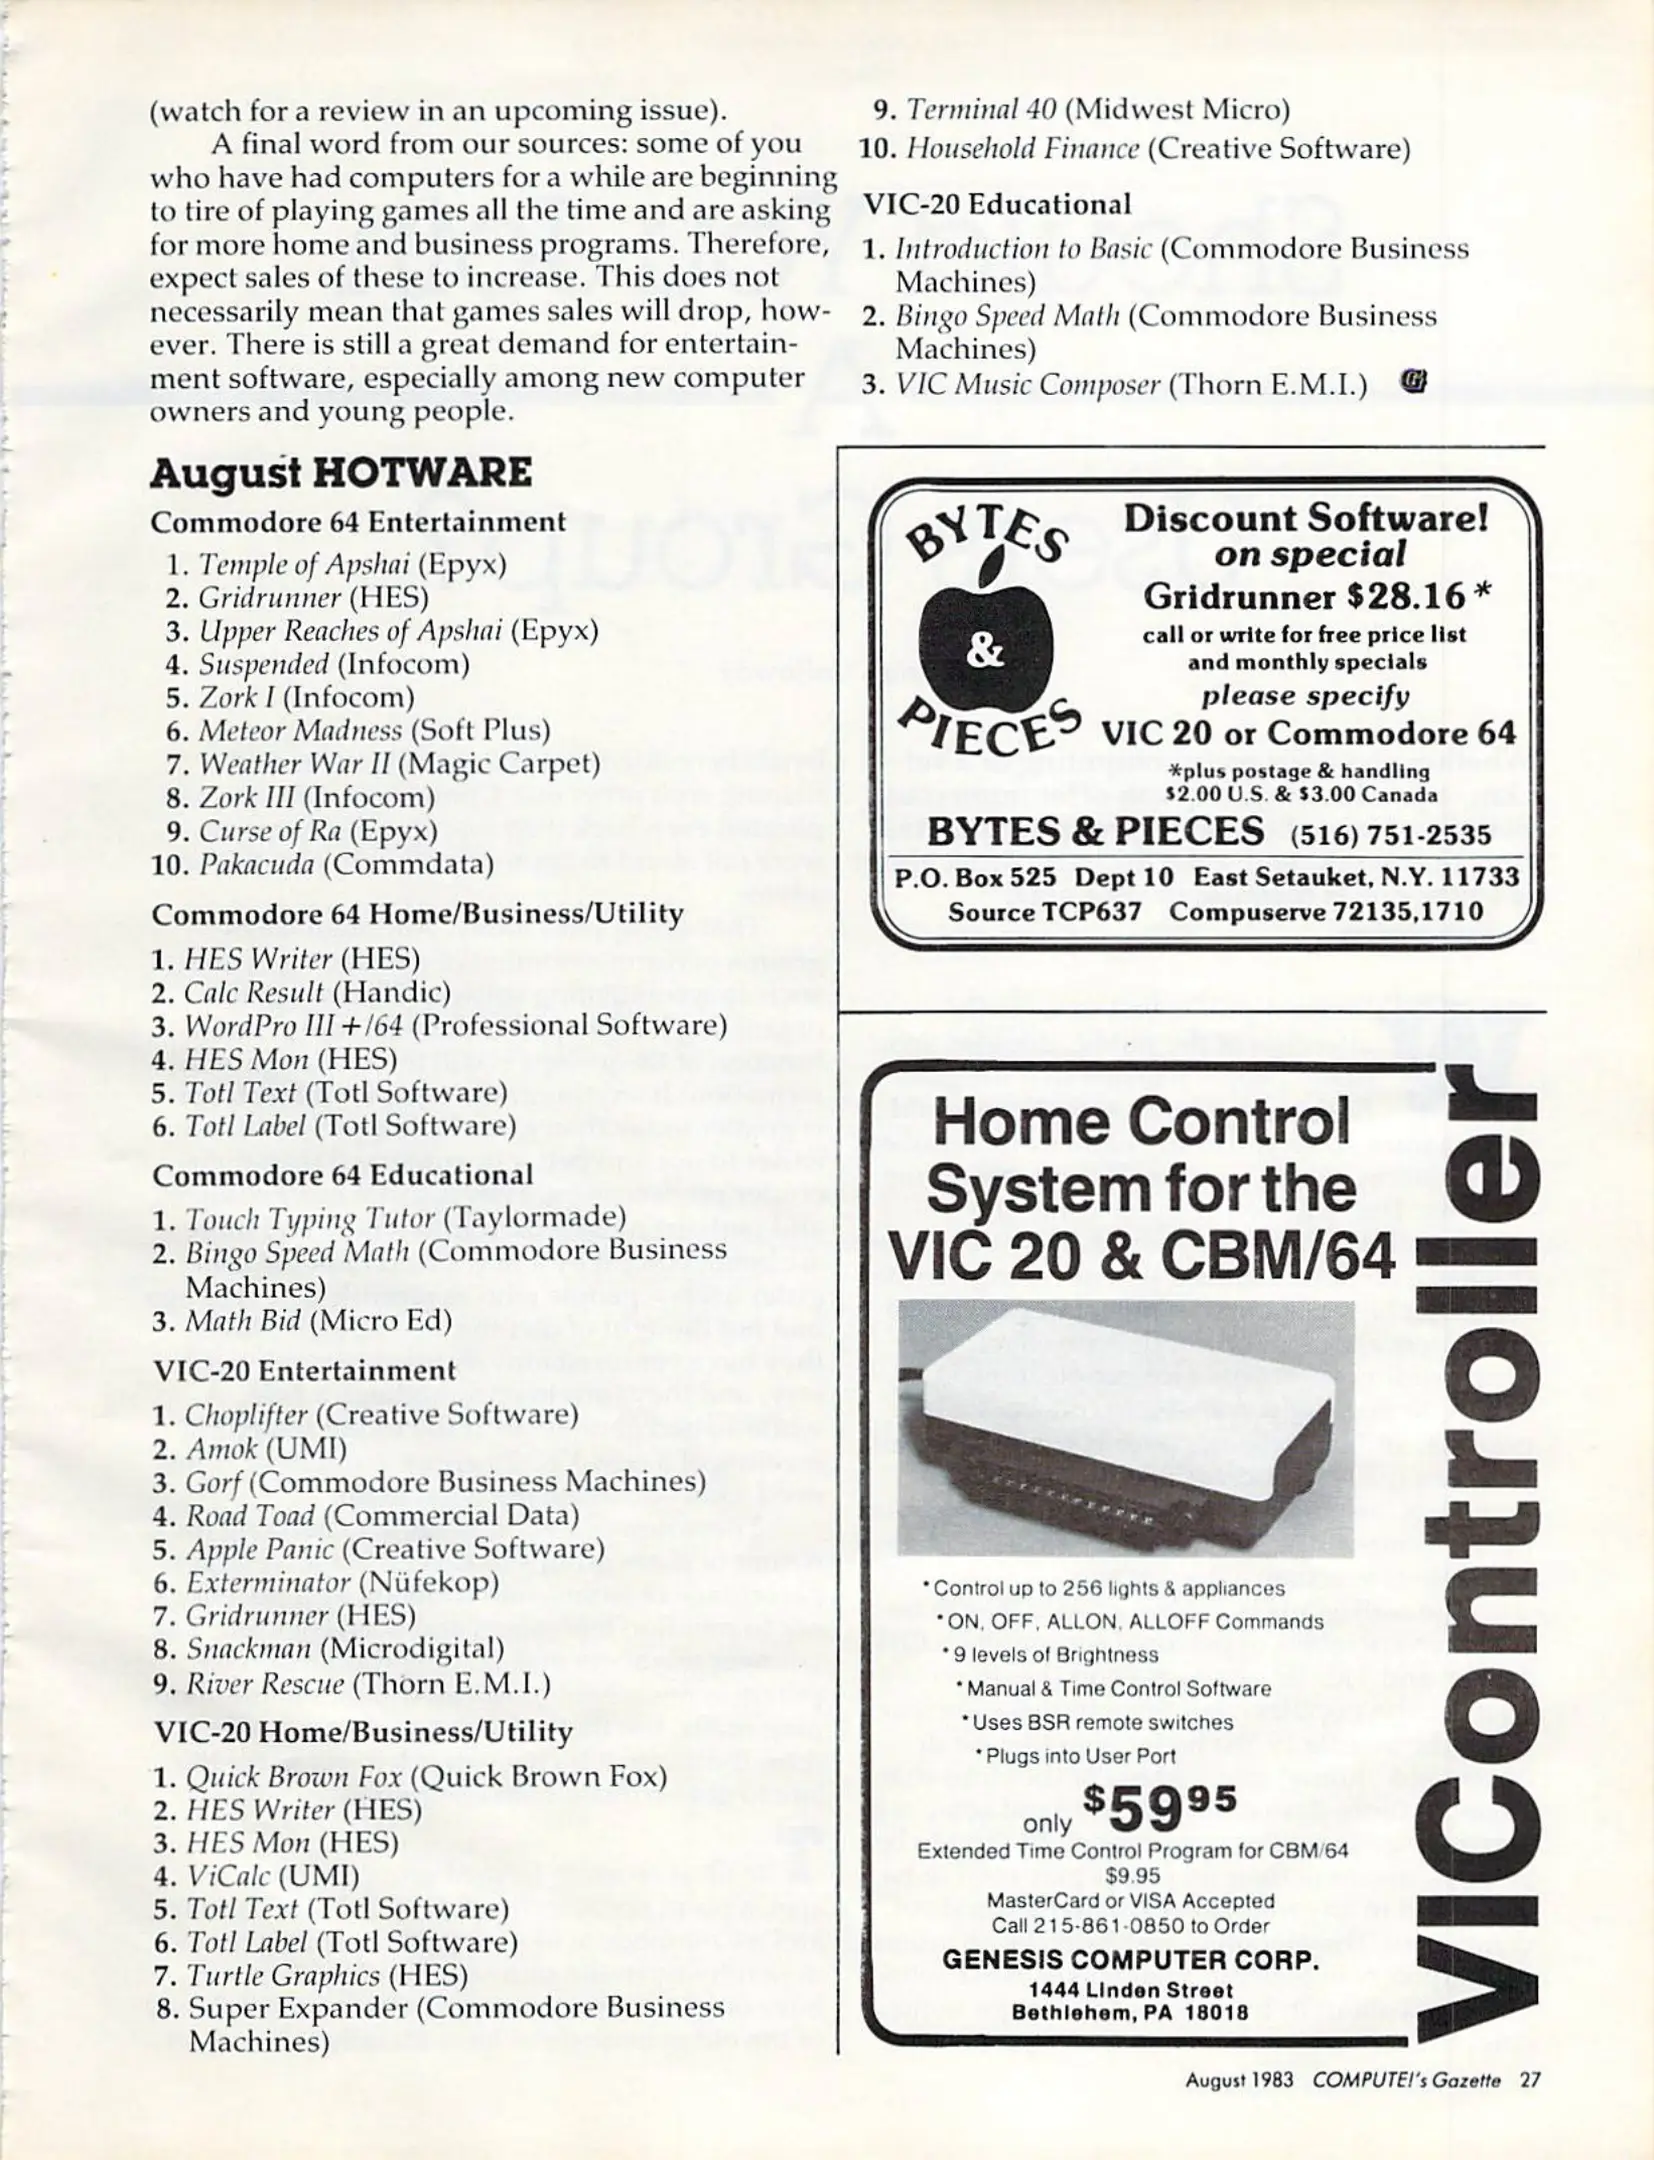 (watch for a review in an upcoming issue).
A final word from our sources: some of you
who have had computers for a while are beginning
to tire of playing games all the time and are asking
for more home and business programs. Therefore,
expect sales of these to increase. This does not
necessarily mean that games sales will drop, how-
ever. There is still a great demand for entertain-
ment software, especially among new computer
owners and young people.
August HOTWARE
Commodore 64 Entertainment
1. Temple of Apshai (Epyx)
2. Gridrunner (HES)
3. Upper Reaches of Apshai (Epyx)
4. Suspended (Infocom)
5. Zork I (Infocom)
6. Meteor Madness (Soft Plus)
7. Weather War II (Magic Carpet)
8. Zork III (Infocom)
9. Curse of Ra (Epyx)
10. Pakacuda (Commdata)
Commodore 64 Home/Business/Utility
1. HES Writer (HES)
2. Calc Result (Handic)
3. WordPro III +/64 (Professional Software)
4. HES Mon (HES)
5. Totl Text (Totl Software)
6. Totl Label (Totl Software)
Commodore 64 Educational
1. Touch Typing Tutor (Taylormade)
2. Bingo Speed Math (Commodore Business
Machines)
3. Math Bid (Micro Ed)
VIC-20 Entertainment
1. Choplifter (Creative Software)
2. Amok (UMI)
3. Gorf (Commodore Business Machines)
4. Road Toad (Commercial Data)
5. Apple Panic (Creative Software)
6. Exterminator (Nüfekop)
7. Gridrunner (HES)
8. Snackman (Microdigital)
9. River Rescue (Thorn E.M.I.)
VIC-20 Home/Business/Utility
1. Quick Brown Fox (Quick Brown Fox)
2. HES Writer (HES)
3. HES Mon (HES)
4. ViCalc (UMI)
5. Totl Text (Totl Software)
6. Totl Label (Totl Software)
7. Turtle Graphics (HES)
8. Super Expander (Commodore Business
Machines)
9. Terminal 40 (Midwest Micro)
10. Household Finance (Creative Software)
VIC-20 Educational
1. Introduction to Basic (Commodore Business
Machines)
2. Bingo Speed Math (Commodore Business
Machines)
3. VIC Music Composer (Thorn E.M.I.) G
BYTES
&
PIECES
Discount Software!
on special
Gridrunner $28.16*
call or write for free price list
and monthly specials
please specify
VIC 20 or Commodore 64
*plus postage & handling
$2.00 U.S. & $3.00 Canada
BYTES & PIECES (516) 751-2535
P.O. Box 525 Dept 10 East Setauket, N.Y. 11733
Source TCP637 Compuserve 72135,1710
Home Control
System for the
VIC 20 & CBM/64
*Control up to 256 lights & appliances
*ON, OFF, ALLON, ALLOFF Commands
*9 levels of Brightness
*Manual & Time Control Software
*Uses BSR remote switches
*Plugs into User Port
only $59 95
Extended Time Control Program for CBM/64
$9.95
MasterCard or VISA Accepted
Call 215-861-0850 to Order
GENESIS COMPUTER CORP.
1444 Linden Street
Bethlehem, PA 18018
VIController
August 1983 COMPUTE!'s Gazette 27